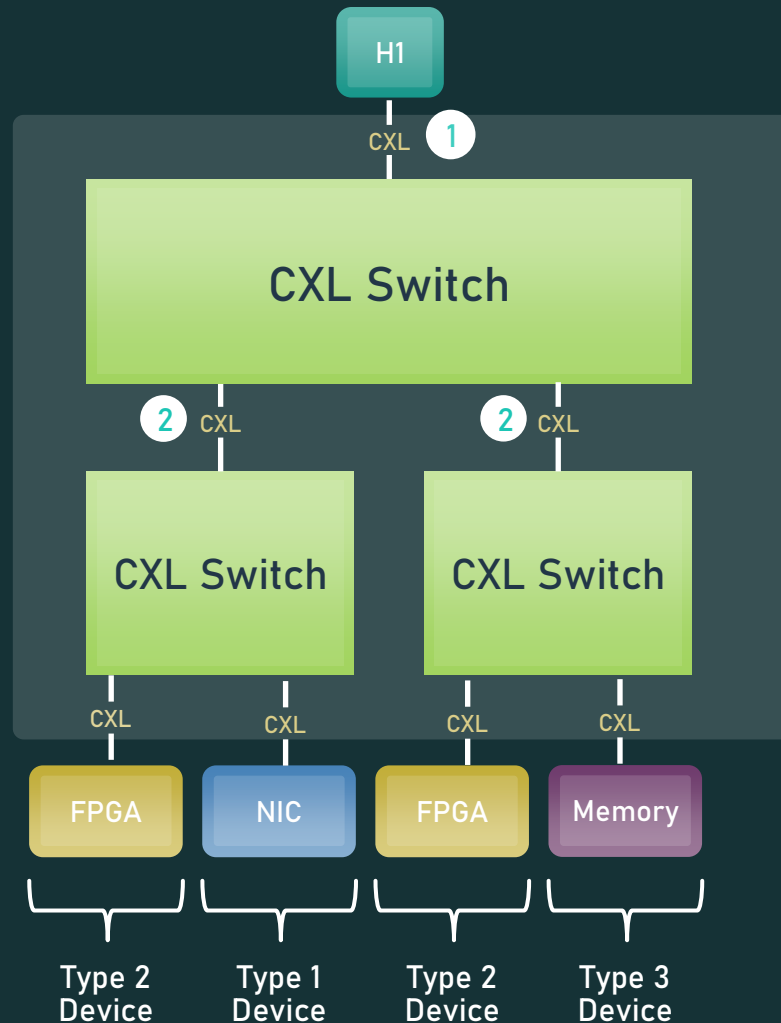 H1
CXL 1
CXL Switch
2 CXL
2 CXL
CXL Switch
CXL Switch
CXL
CXL
CXL
CXL
FPGA
NIC
FPGA
Memory
Type 2
Device
Type 1
Device
Type 2
Device
Type 3
Device